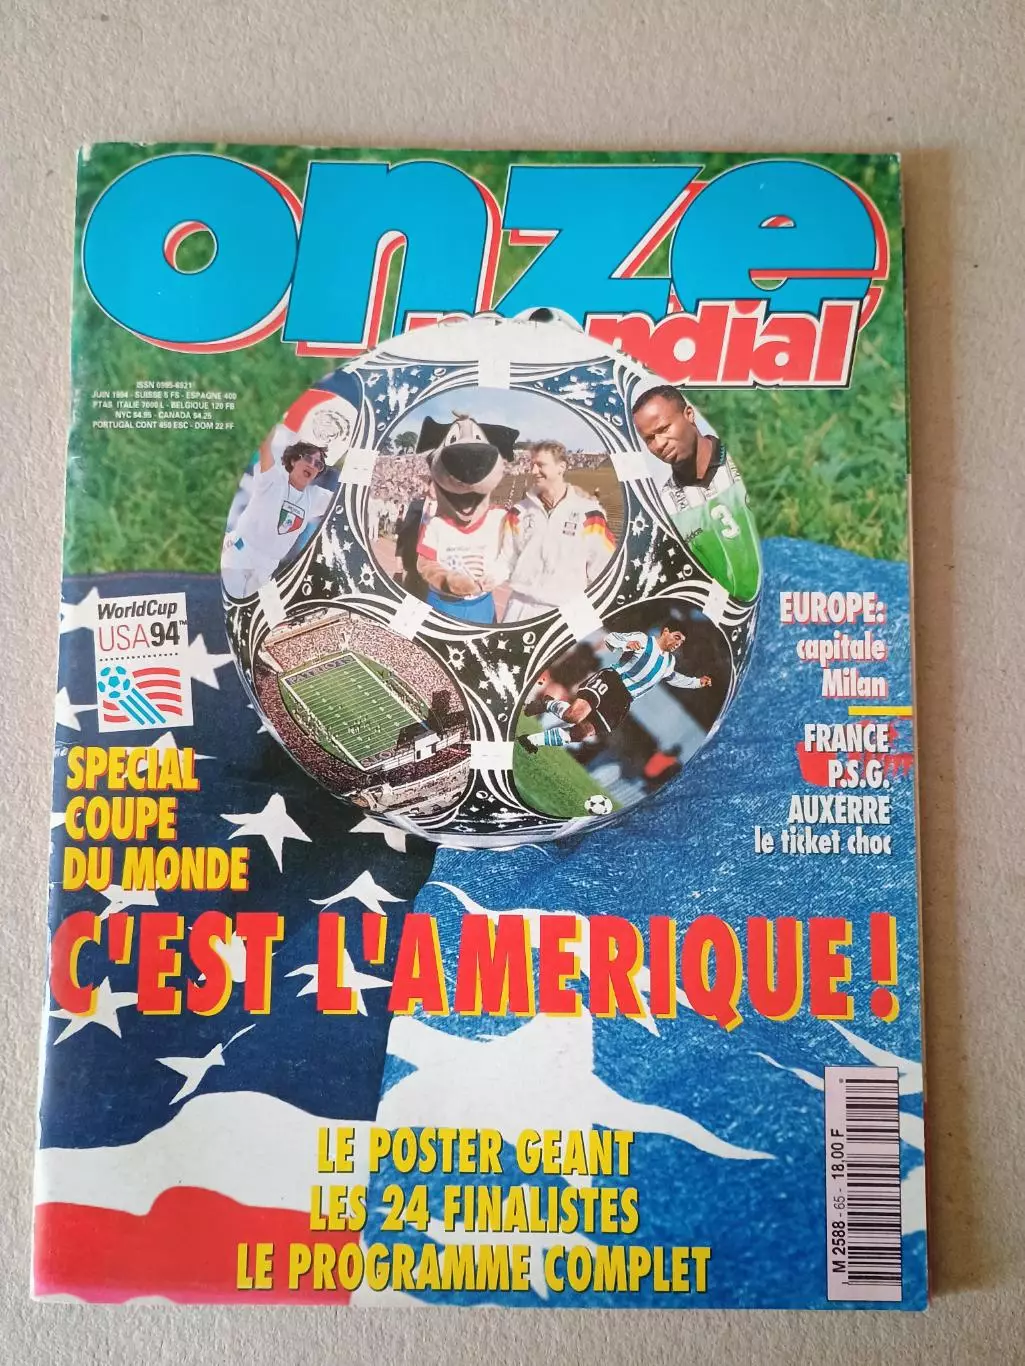 onze
mondial
ISSN 0995-6921
JUIN 1994 - SUISSE 6 FS - ESPAGNE 400
PTAS ITALIE 7000 L - BELGIQUE 120 FB
NYC $4.95 - CANADA $4.25
PORTUGAL CONT 450 ESC - DOM 22 FF
WorldCup
USA94™
EUROPE:
capitale
Milan
FRANCE
P.S.G.
AUXERRE
le ticket choc
3
10
SPECIAL
COUPE
DU MONDE
C'EST L'AMERIQUE !
LE POSTER GEANT
LES 24 FINALISTES
LE PROGRAMME COMPLET
M 2588 - 65 - 18,00 F